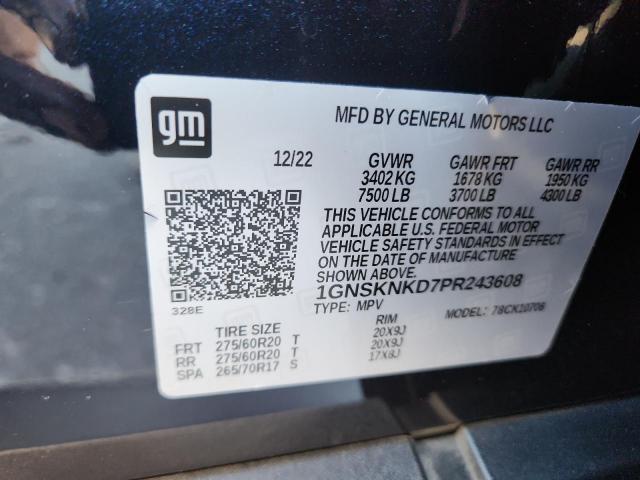 gm
MFD BY GENERAL MOTORS LLC
12/22 GVWR GAWR FRT GAWR RR
3402 KG 1678 KG 1950 KG
7500 LB 3700 LB 4300 LB
THIS VEHICLE CONFORMS TO ALL
APPLICABLE U.S. FEDERAL MOTOR
VEHICLE SAFETY STANDARDS IN EFFECT
ON THE DATE OF MANUFACTURE
SHOWN ABOVE.
1GNSKNKD7PR243608
328E
TYPE: MPV MODEL: 78CK10706
TIRE SIZE RIM
FRT 275/60R20 T 20X9J
RR 275/60R20 T 20X9J
SPA 265/70R17 S 17X8J